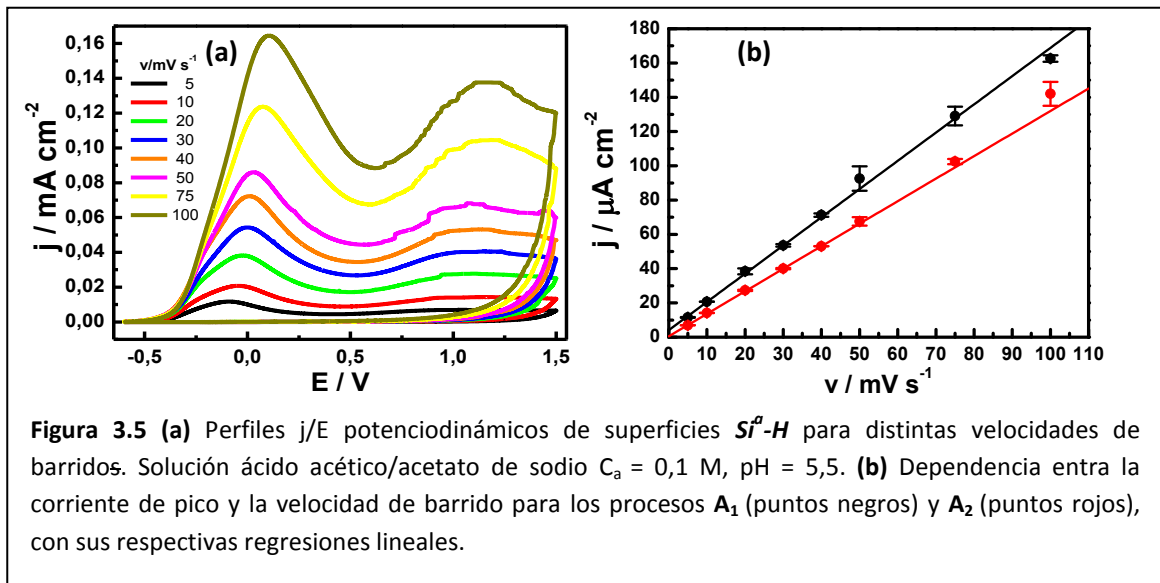 (a)
j / mA cm-2
0,16
0,14
0,12
0,10
0,08
0,06
0,04
0,02
0,00
v/mV s-1
5
10
20
30
40
50
75
100
-0,5 0,0 0,5 1,0 1,5
E / V
(b)
j / μA cm-2
180
160
140
120
100
80
60
40
20
0
0 10 20 30 40 50 60 70 80 90 100 110
v / mV s-1
Figura 3.5 (a) Perfiles j/E potenciodinámicos de superficies Siα-H para distintas velocidades de
barridos. Solución ácido acético/acetato de sodio Ca = 0,1 M, pH = 5,5. (b) Dependencia entra la
corriente de pico y la velocidad de barrido para los procesos A1 (puntos negros) y A2 (puntos rojos),
con sus respectivas regresiones lineales.